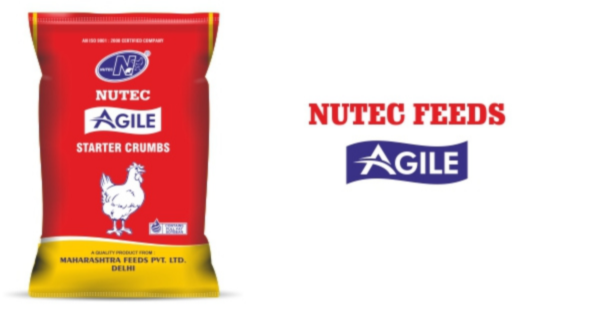 AN ISO 9001 : 2008 CERTIFIED COMPANY
NUTEC N
NUTEC
AGILE
STARTER CRUMBS
A QUALITY PRODUCT FROM :
MAHARASHTRA FEEDS PVT. LTD.
DELHI
NUTEC FEEDS
AGILE